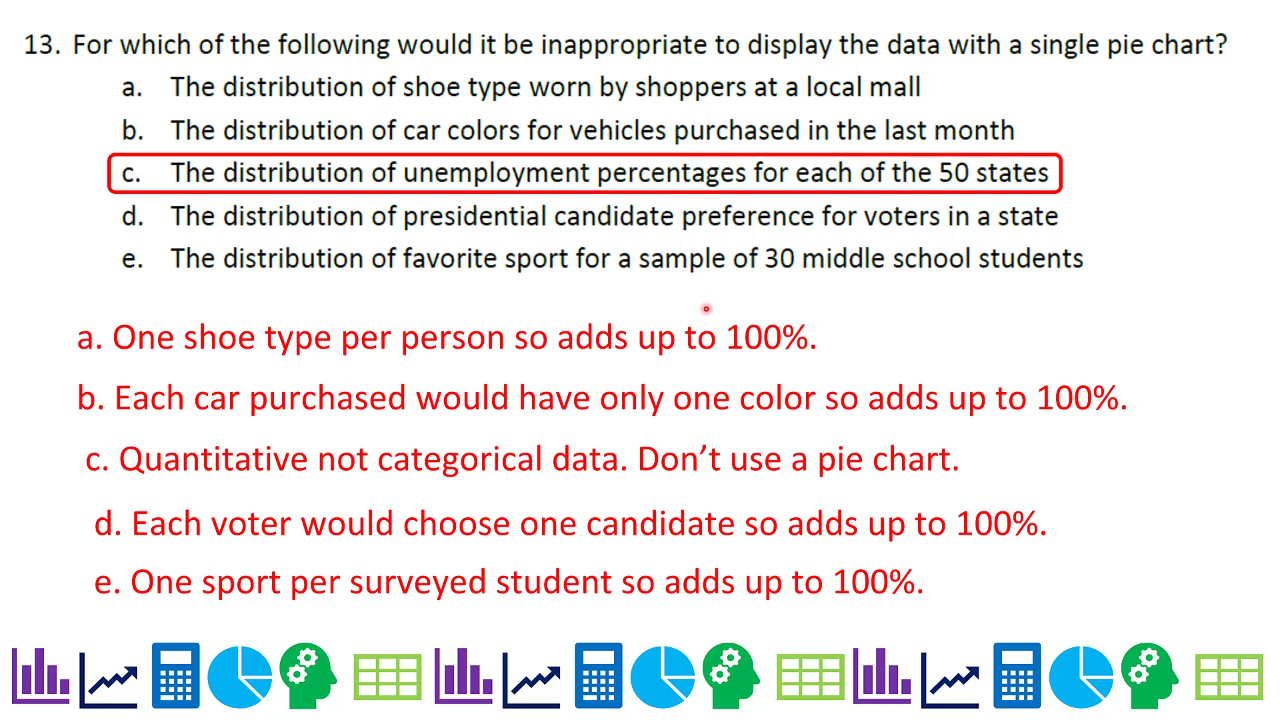 13. For which of the following would it be inappropriate to display the data with a single pie chart?
a. The distribution of shoe type worn by shoppers at a local mall
b. The distribution of car colors for vehicles purchased in the last month
c. The distribution of unemployment percentages for each of the 50 states
d. The distribution of presidential candidate preference for voters in a state
e. The distribution of favorite sport for a sample of 30 middle school students
a. One shoe type per person so adds up to 100%.
b. Each car purchased would have only one color so adds up to 100%.
c. Quantitative not categorical data. Don’t use a pie chart.
d. Each voter would choose one candidate so adds up to 100%.
e. One sport per surveyed student so adds up to 100%.